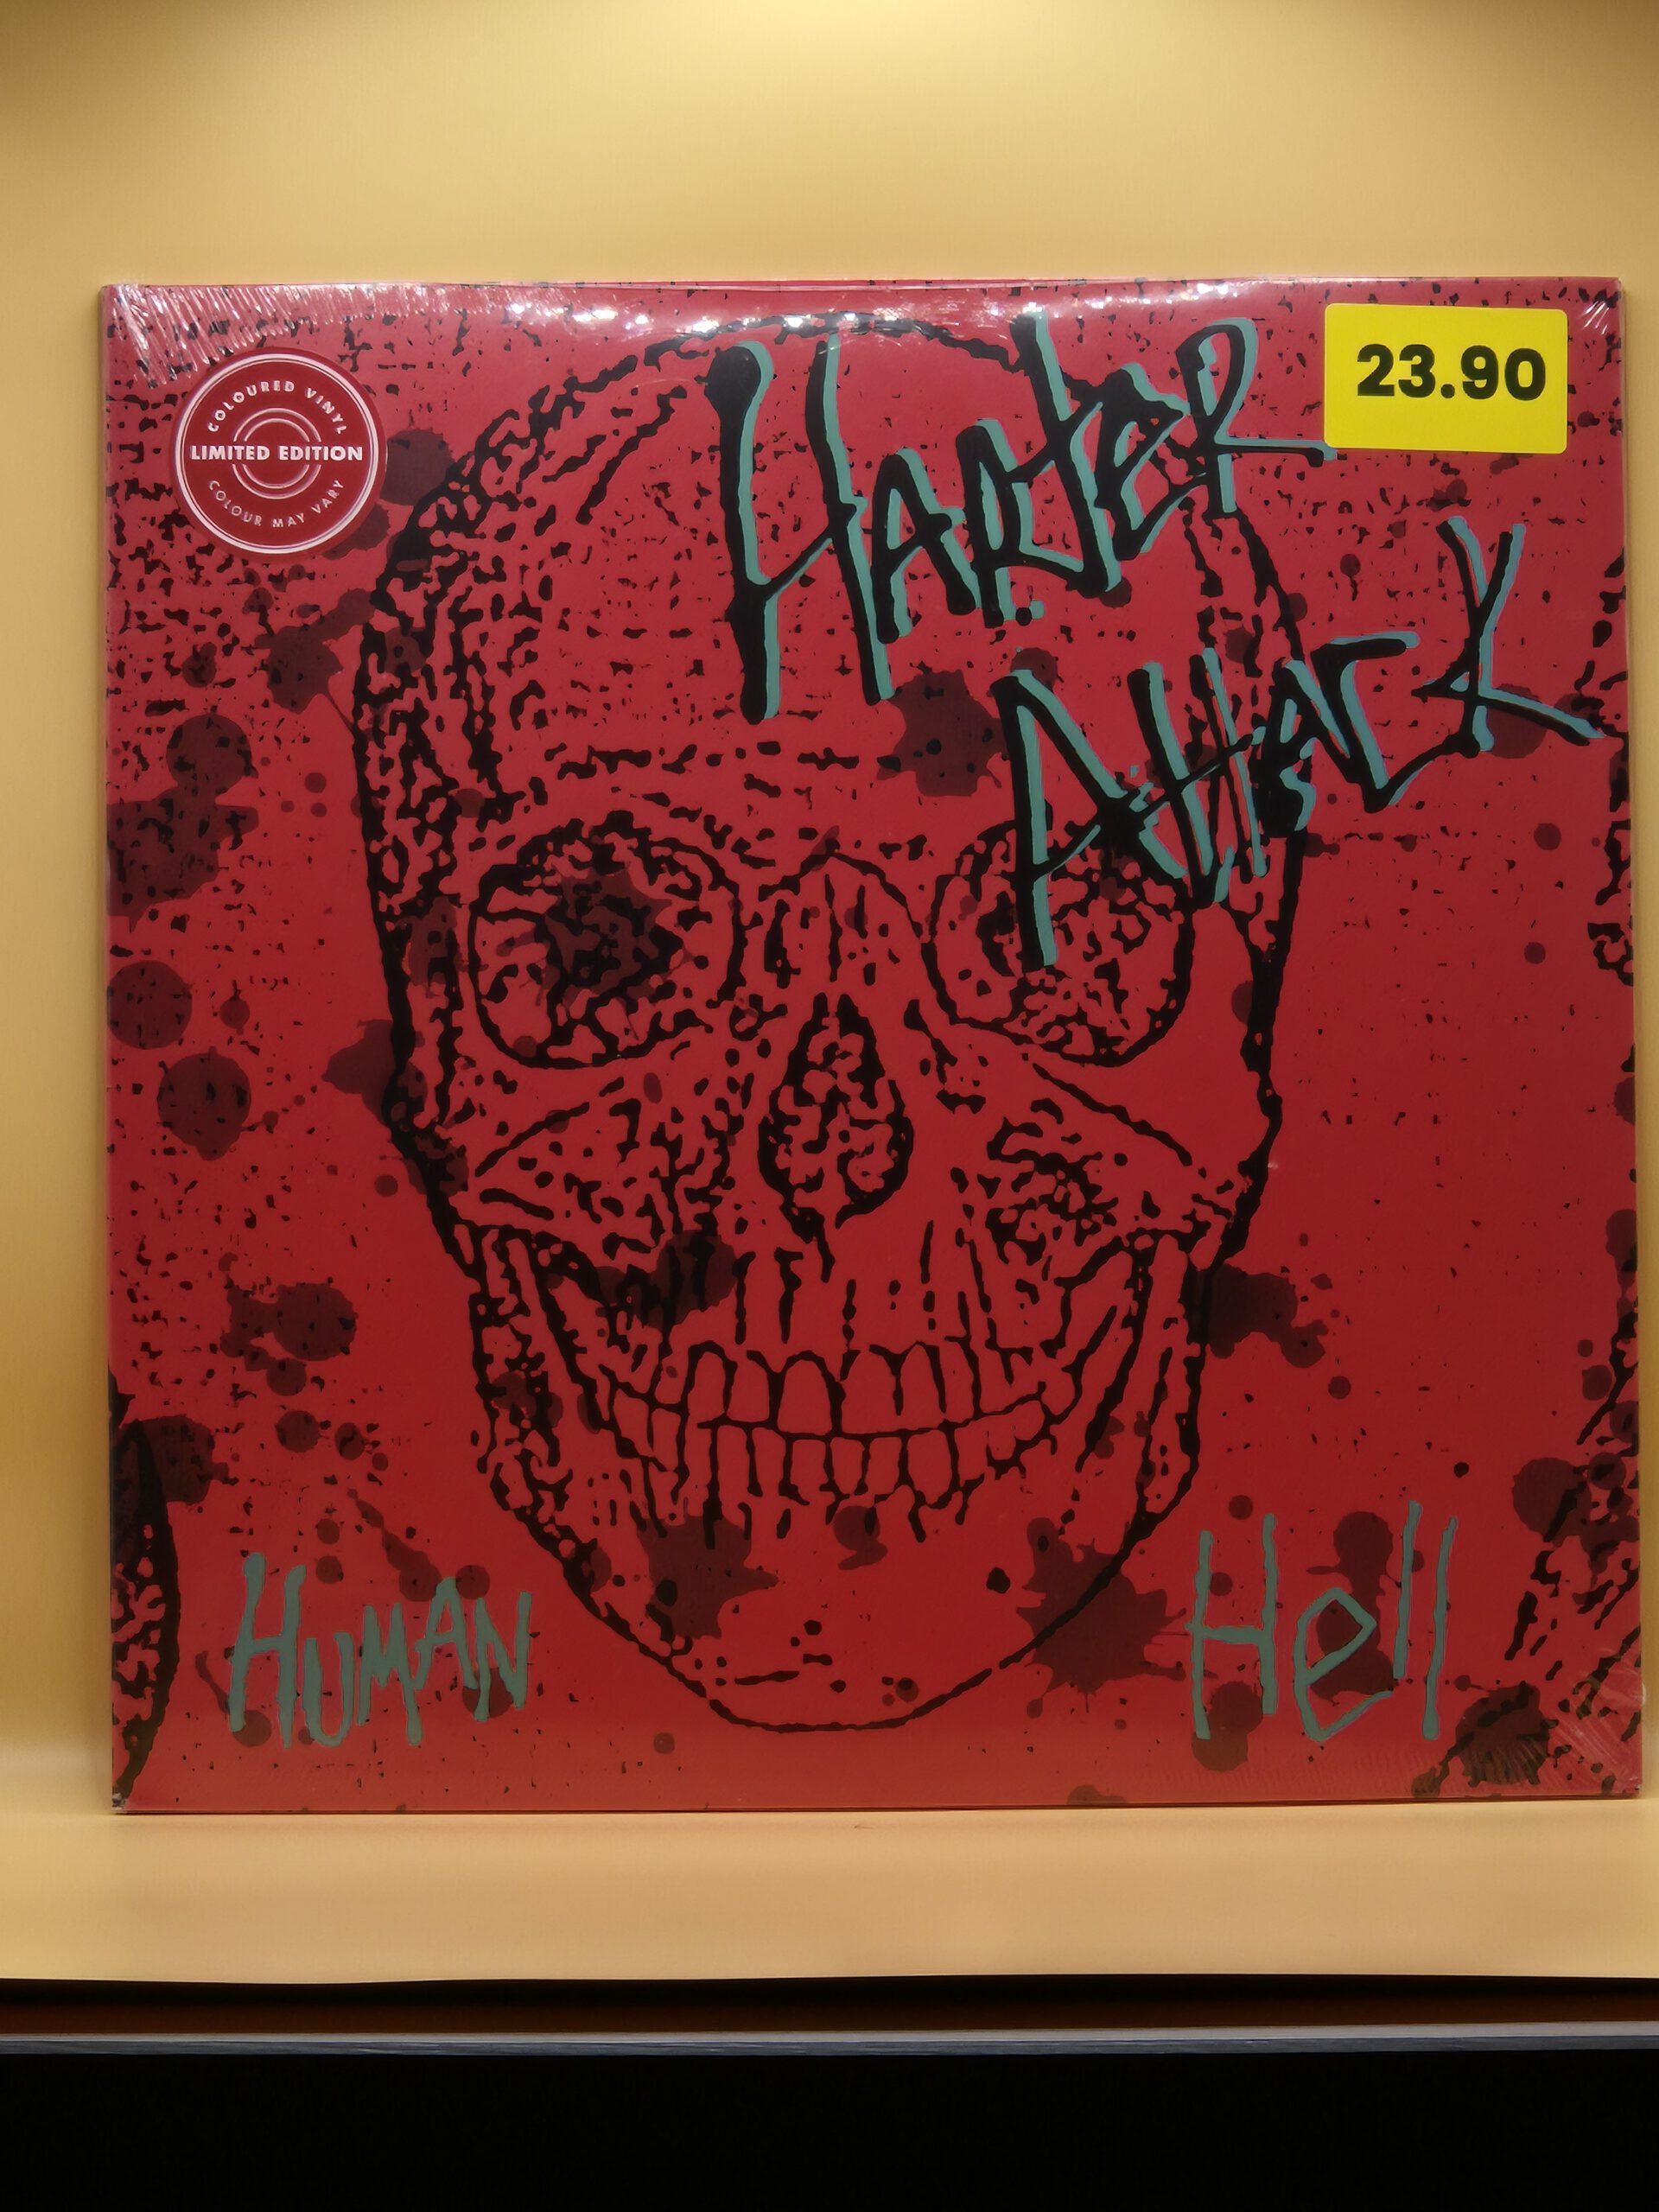 COLOURED VINYL
LIMITED EDITION
COLOUR MAY VARY
HARTER
ATTACK
23.90
HUMAN
Hell